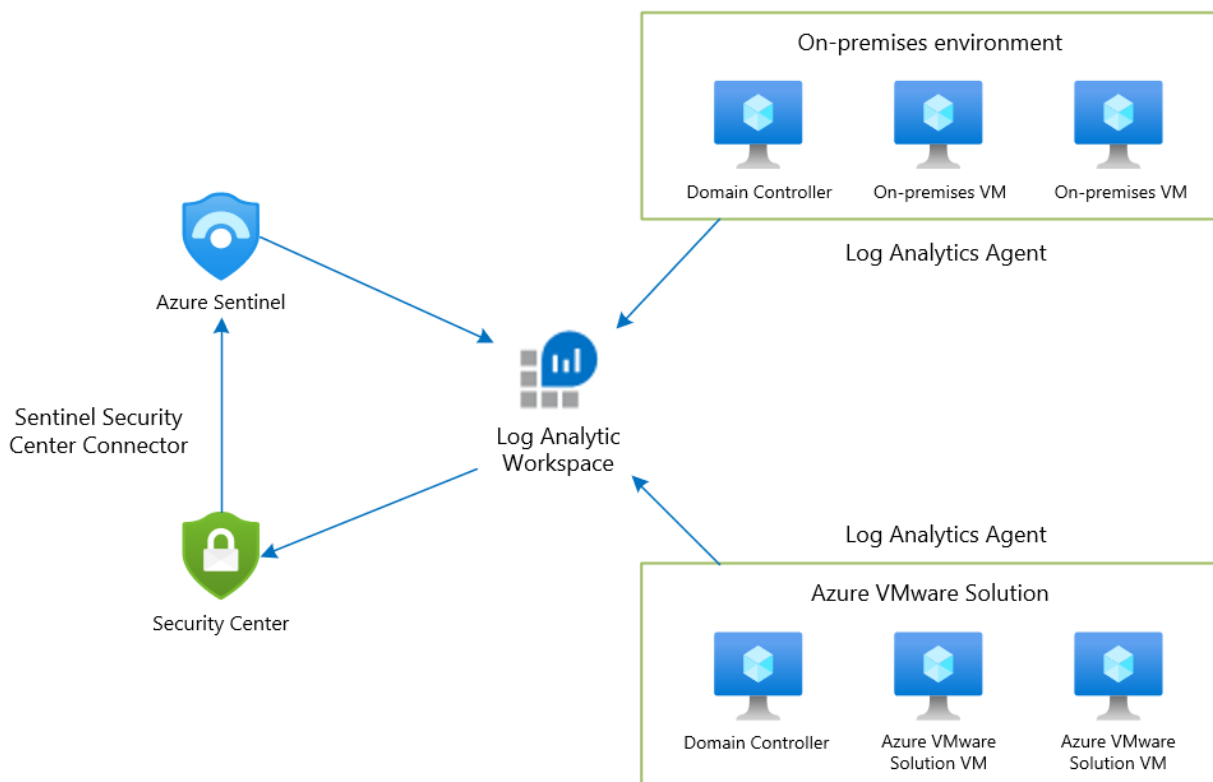 On-premises environment
Domain Controller
On-premises VM
On-premises VM
Log Analytics Agent
Azure Sentinel
Sentinel Security
Center Connector
Log Analytic
Workspace
Security Center
Log Analytics Agent
Azure VMware Solution
Domain Controller
Azure VMware
Solution VM
Azure VMware
Solution VM